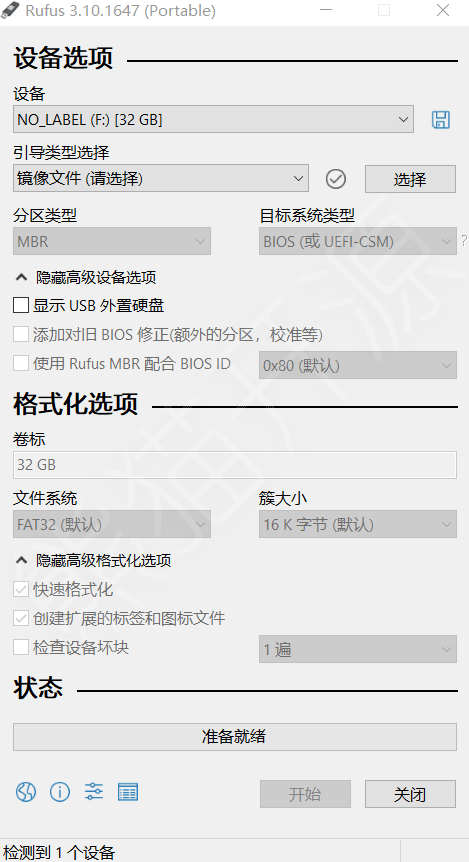 Rufus 3.10.1647 (Portable)
设备选项
设备
NO_LABEL (F:) [32 GB]
引导类型选择
镜像文件 (请选择)
选择
分区类型
目标系统类型
MBR
BIOS (或 UEFI-CSM)
?
隐藏高级设备选项
显示 USB 外置硬盘
添加对旧 BIOS 修正(额外的分区，校准等)
使用 Rufus MBR 配合 BIOS ID
0x80 (默认)
格式化选项
卷标
32 GB
文件系统
簇大小
FAT32 (默认)
16 K 字节 (默认)
隐藏高级格式化选项
快速格式化
创建扩展的标签和图标文件
检查设备坏块
1 遍
状态
准备就绪
开始
关闭
检测到 1 个设备
熊猫开源